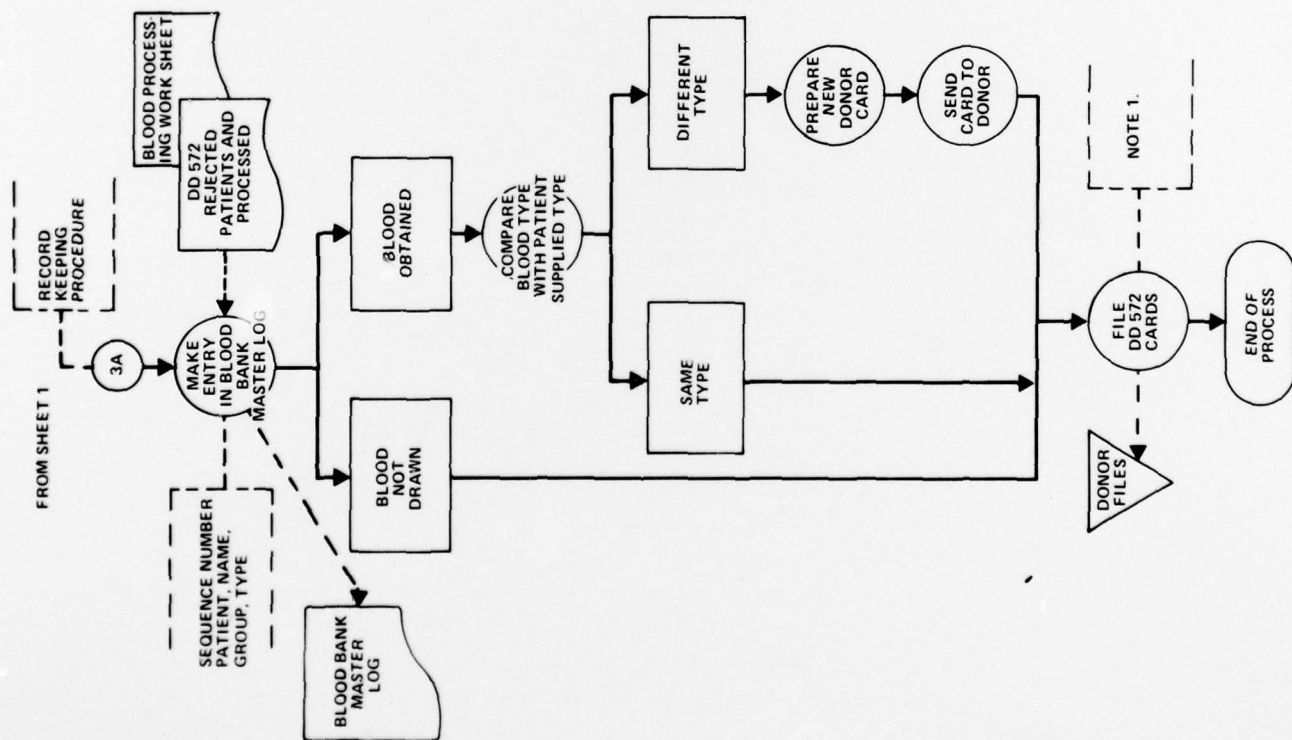 FROM SHEET 1
RECORD
KEEPING
PROCEDURE
3A
BLOOD PROCESS-
ING WORK SHEET
DD 572
REJECTED
PATIENTS AND
PROCESSED
MAKE
ENTRY
IN BLOOD
BANK
MASTER LOG
SEQUENCE NUMBER
PATIENT, NAME,
GROUP, TYPE
BLOOD BANK
MASTER
LOG
BLOOD
NOT
DRAWN
BLOOD
OBTAINED
COMPARE
BLOOD TYPE
WITH PATIENT
SUPPLIED TYPE
SAME
TYPE
DIFFERENT
TYPE
PREPARE
NEW
DONOR
CARD
SEND
CARD TO
DONOR
DONOR
FILES
FILE
DD 572
CARDS
NOTE 1.
END OF
PROCESS